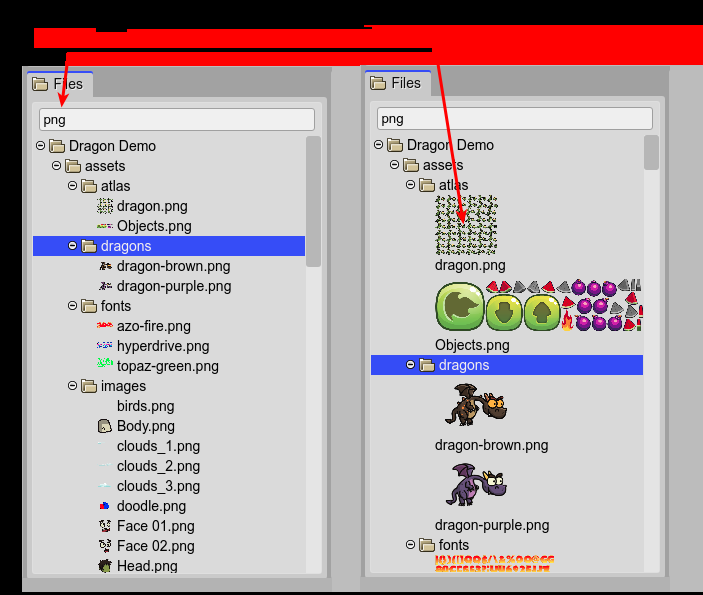 Files
png
Dragon Demo
assets
atlas
dragon.png
Objects.png
dragons
dragon-brown.png
dragon-purple.png
fonts
azo-fire.png
hyperdrive.png
topaz-green.png
images
birds.png
Body.png
clouds_1.png
clouds_2.png
clouds_3.png
doodle.png
Face 01.png
Face 02.png
Head.png
Files
png
Dragon Demo
assets
atlas
dragon.png
Objects.png
dragons
dragon-brown.png
dragon-purple.png
fonts